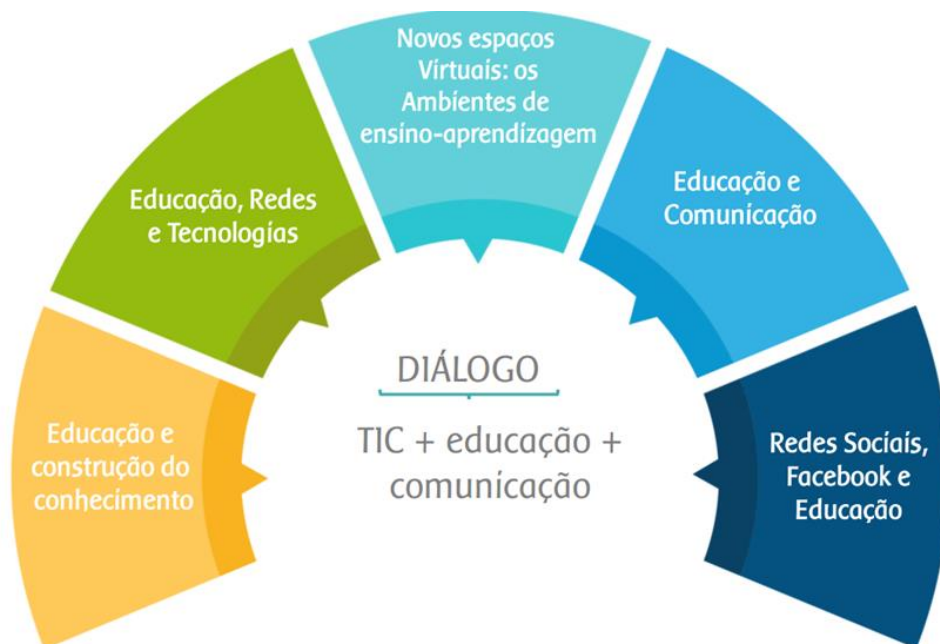 Educação e
construção do
conhecimento
Educação, Redes
e Tecnologias
Novos espaços
Virtuais: os
Ambientes de
ensino-aprendizagem
Educação e
Comunicação
Redes Sociais,
Facebook e
Educação
DIÁLOGO
TIC + educação +
comunicação